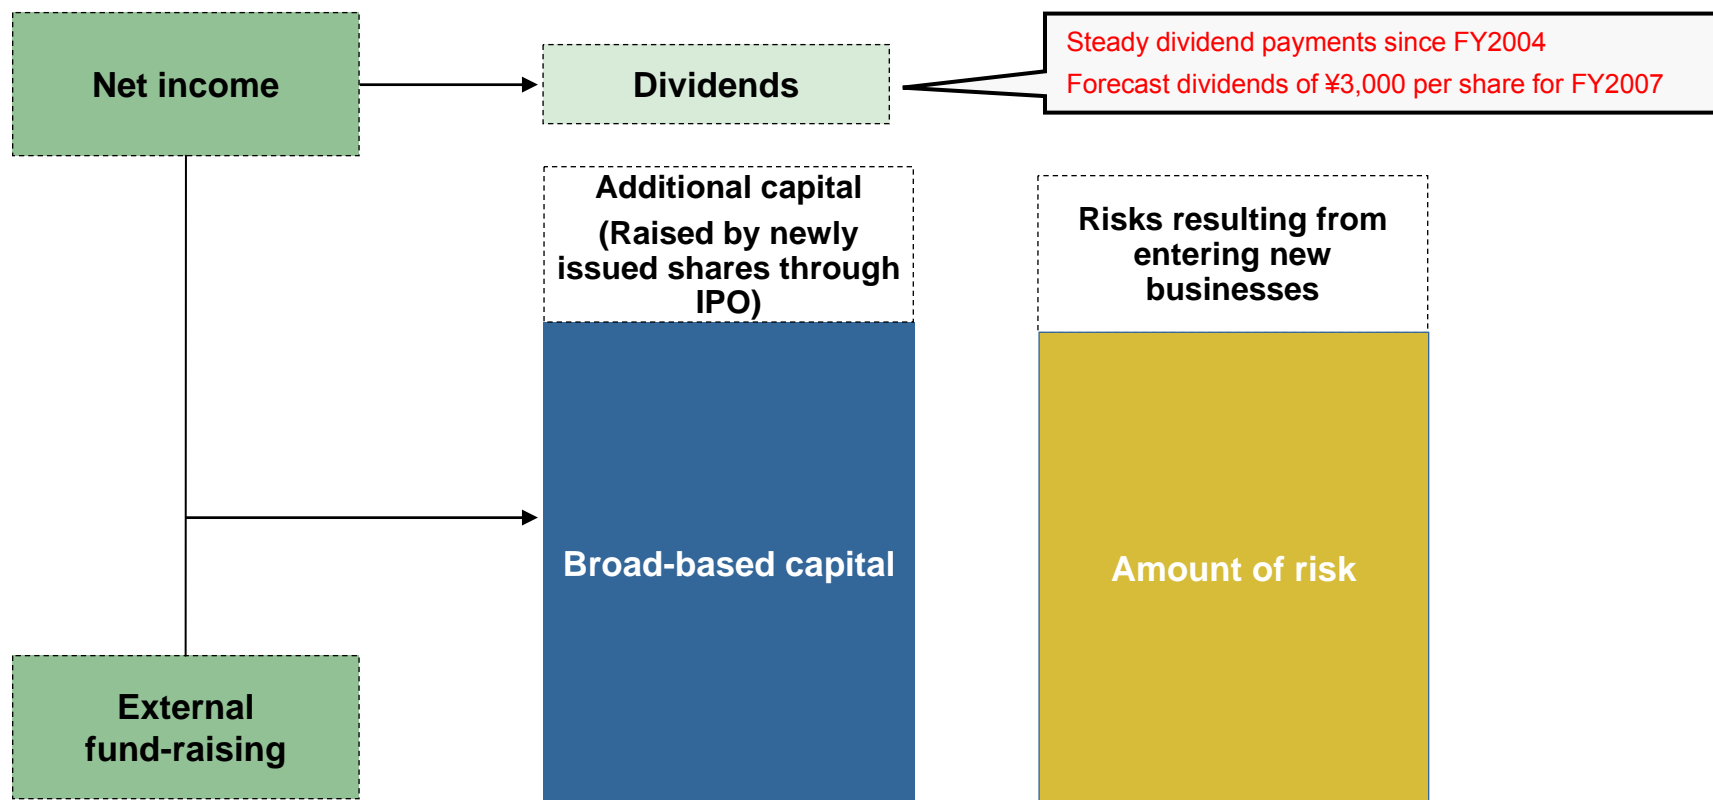 Net income
Dividends
Steady dividend payments since FY2004
Forecast dividends of ¥3,000 per share for FY2007
Additional capital
(Raised by newly
issued shares through
IPO)
Risks resulting from
entering new
businesses
Broad-based capital
Amount of risk
External
fund-raising